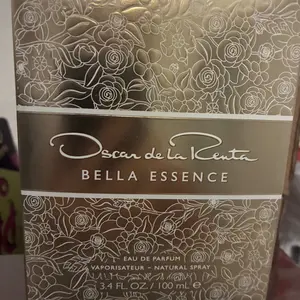 Oscar de la Renta
BELLA ESSENCE
EAU DE PARFUM
VAPORISATEUR – NATURAL SPRAY
3.4 FL. OZ. / 100 mL ℮